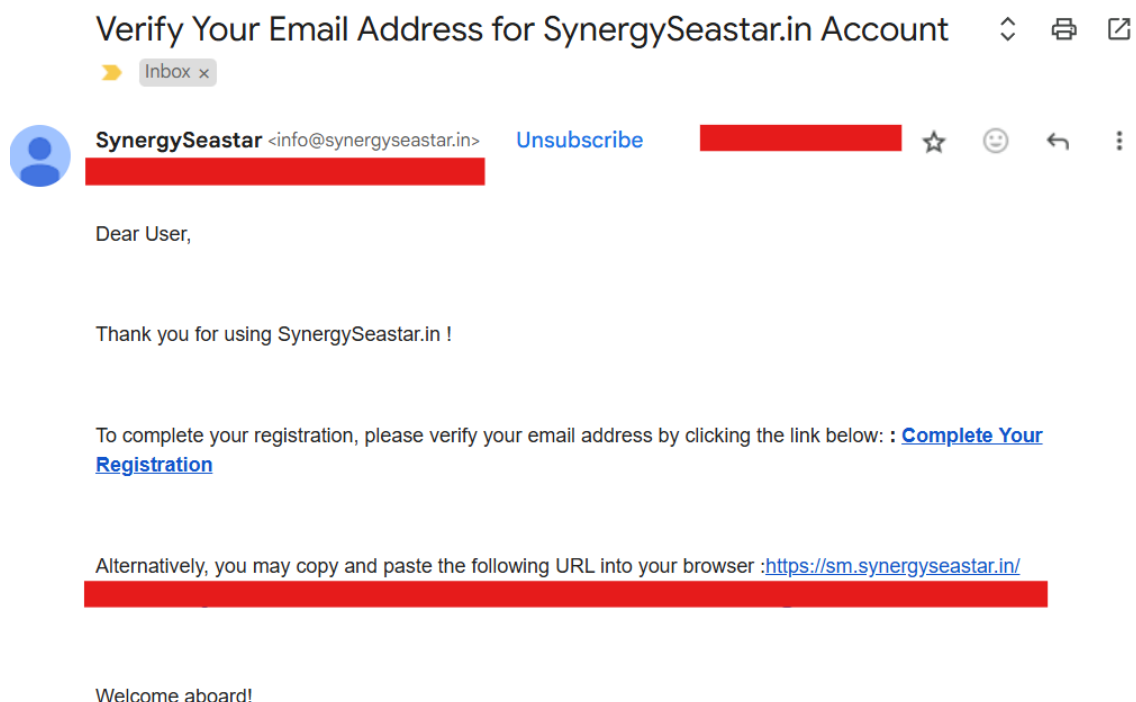 Verify Your Email Address for SynergySeastar.in Account
Inbox ×
SynergySeastar <info@synergyseastar.in> Unsubscribe
Dear User,
Thank you for using SynergySeastar.in !
To complete your registration, please verify your email address by clicking the link below: : Complete Your
Registration
Alternatively, you may copy and paste the following URL into your browser :https://sm.synergyseastar.in/
Welcome aboard!